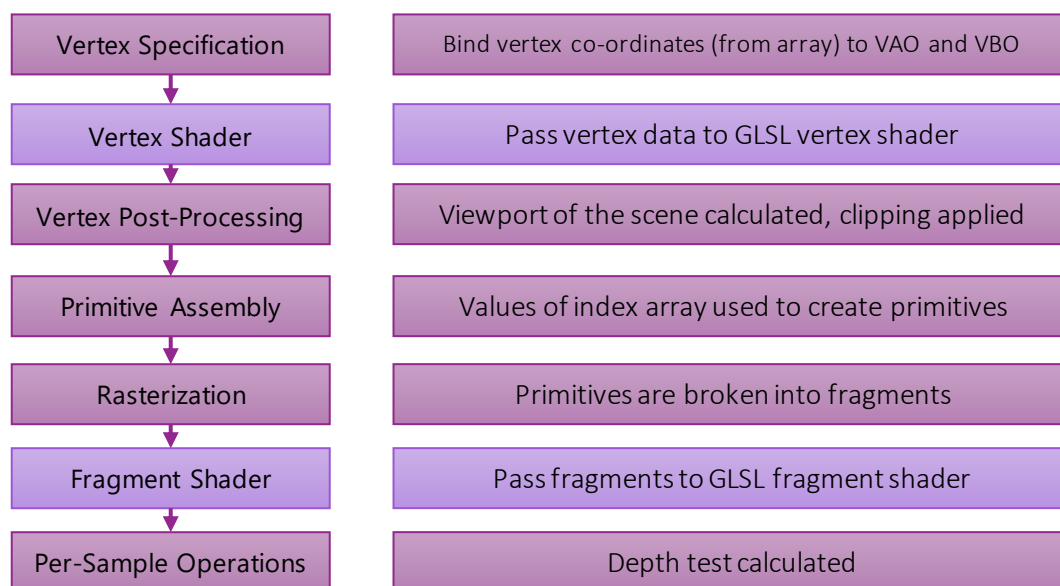 Vertex Specification
Bind vertex co-ordinates (from array) to VAO and VBO
Vertex Shader
Pass vertex data to GLSL vertex shader
Vertex Post-Processing
Viewport of the scene calculated, clipping applied
Primitive Assembly
Values of index array used to create primitives
Rasterization
Primitives are broken into fragments
Fragment Shader
Pass fragments to GLSL fragment shader
Per-Sample Operations
Depth test calculated